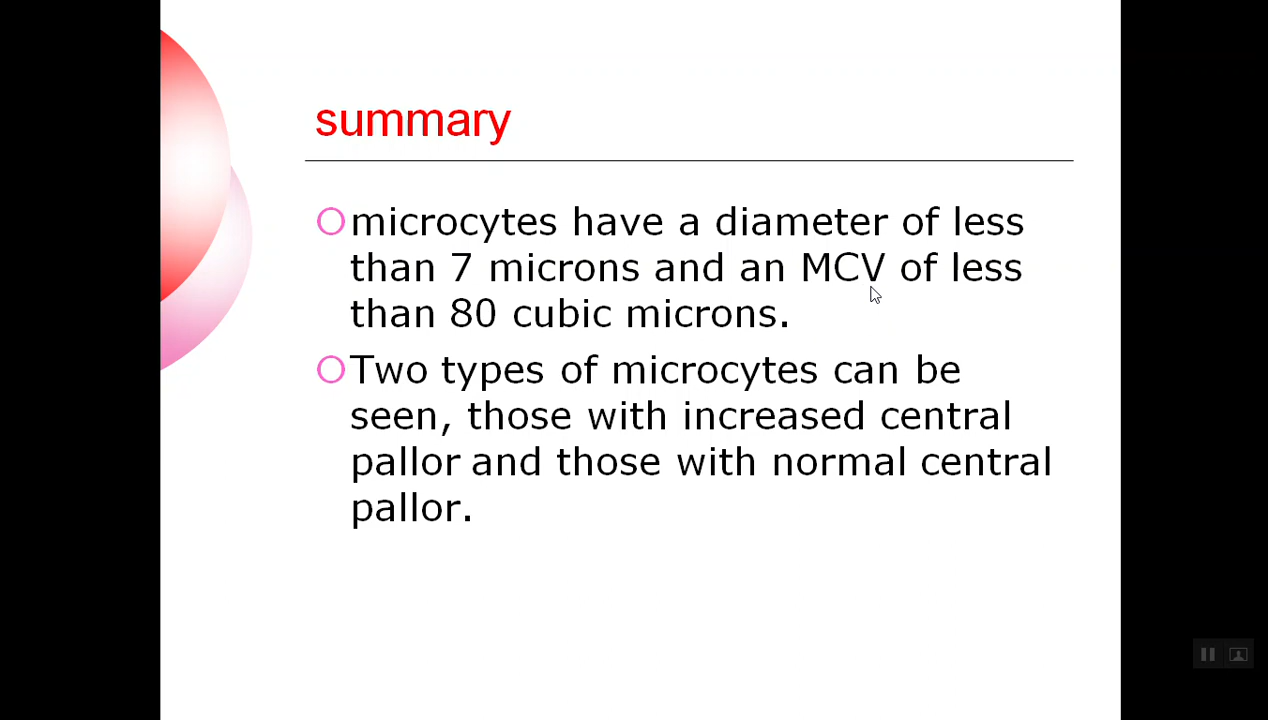 summary
microcytes have a diameter of less
than 7 microns and an MCV of less
than 80 cubic microns.
Two types of microcytes can be
seen, those with increased central
pallor and those with normal central
pallor.